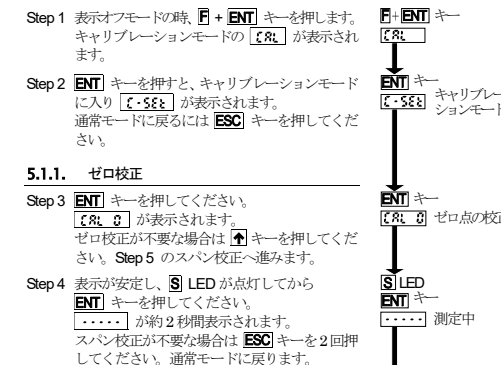 Step 1 表示オフモードの時、F + ENT キーを押します。
キャリブレーションモードの CAL が表示され
ます。
Step 2 ENT キーを押すと、キャリブレーションモード
に入り C-SEt が表示されます。
通常モードに戻るには ESC キーを押してくだ
さい。
5.1.1. ゼロ校正
Step 3 ENT キーを押してください。
CAL 0 が表示されます。
ゼロ校正が不要な場合は ↑ キーを押してくだ
さい。Step 5 のスパン校正へ進みます。
Step 4 表示が安定し、S LED が点灯してから
ENT キーを押してください。
----- が約2秒間表示されます。
スパン校正が不要な場合は ESC キーを2回押
してください。通常モードに戻ります。
F+ENT キー
CAL
ENT キー
C-SEt キャリブレー
ションモード
ENT キー
CAL 0 ゼロ点の校正
S LED
ENT キー
----- 測定中